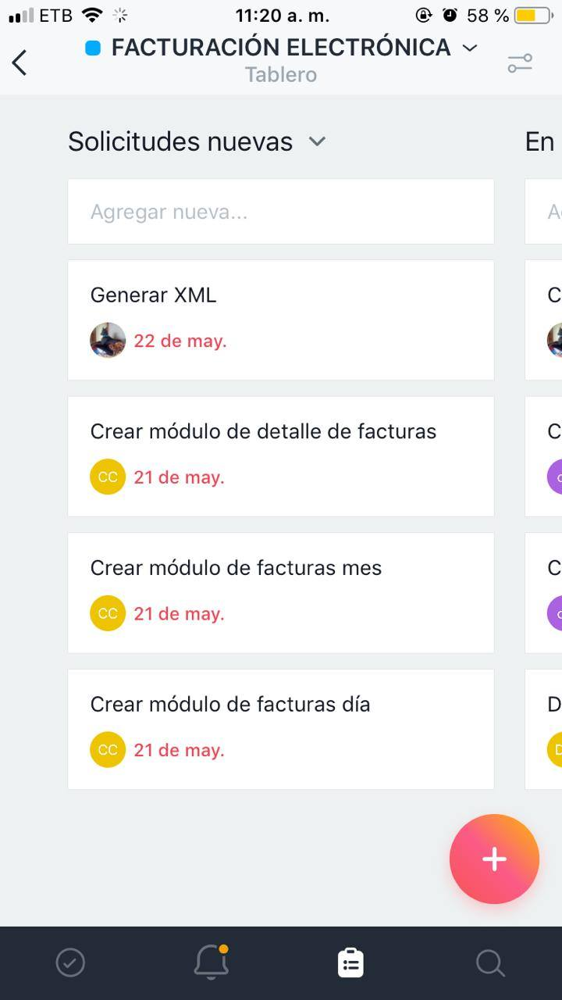 ETB 11:20 a. m. 58 %
FACTURACIÓN ELECTRÓNICA
Tablero
Solicitudes nuevas
En
Agregar nueva...
Generar XML
22 de may.
Crear módulo de detalle de facturas
CC 21 de may.
Crear módulo de facturas mes
CC 21 de may.
Crear módulo de facturas día
CC 21 de may.